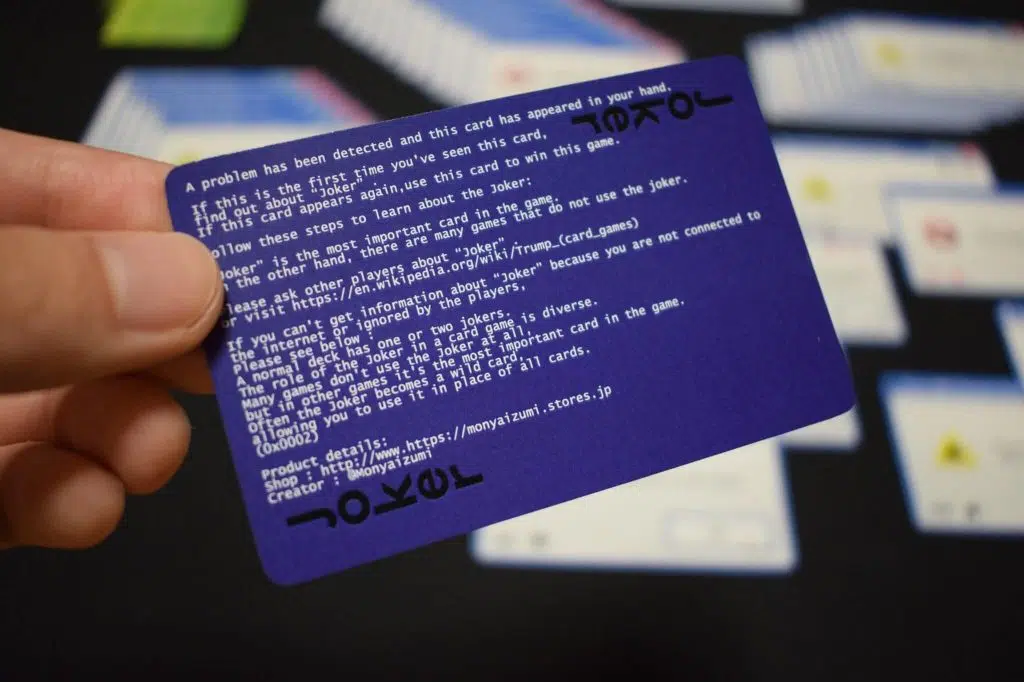 A problem has been detected and this card has appeared in your hand.
Joker
If this is the first time you've seen this card,
find out about "Joker" .
If this card appears again,use this card to win this game.
ollow these steps to learn about the Joker:
oker" is the most important card in the game.
n the other hand, there are many games that do not use the joker.
lease ask other players about "Joker"
or visit https://en.wikipedia.org/wiki/Trump_(card_games)
If you can't get information about "Joker" because you are not connected to
the internet or ignored by the players,
Please see below :
A normal deck has one or two jokers.
The role of the Joker in a card game is diverse.
Many games don't use the Joker at all,
but in other games it's the most important card in the game.
Often the Joker becomes a wild card,
allowing you to use it in place of all cards.
(0x0002)
Product details:
Shop : http://www.https://monyaizumi.stores.jp
Creator : @Monyaizumi
Joker